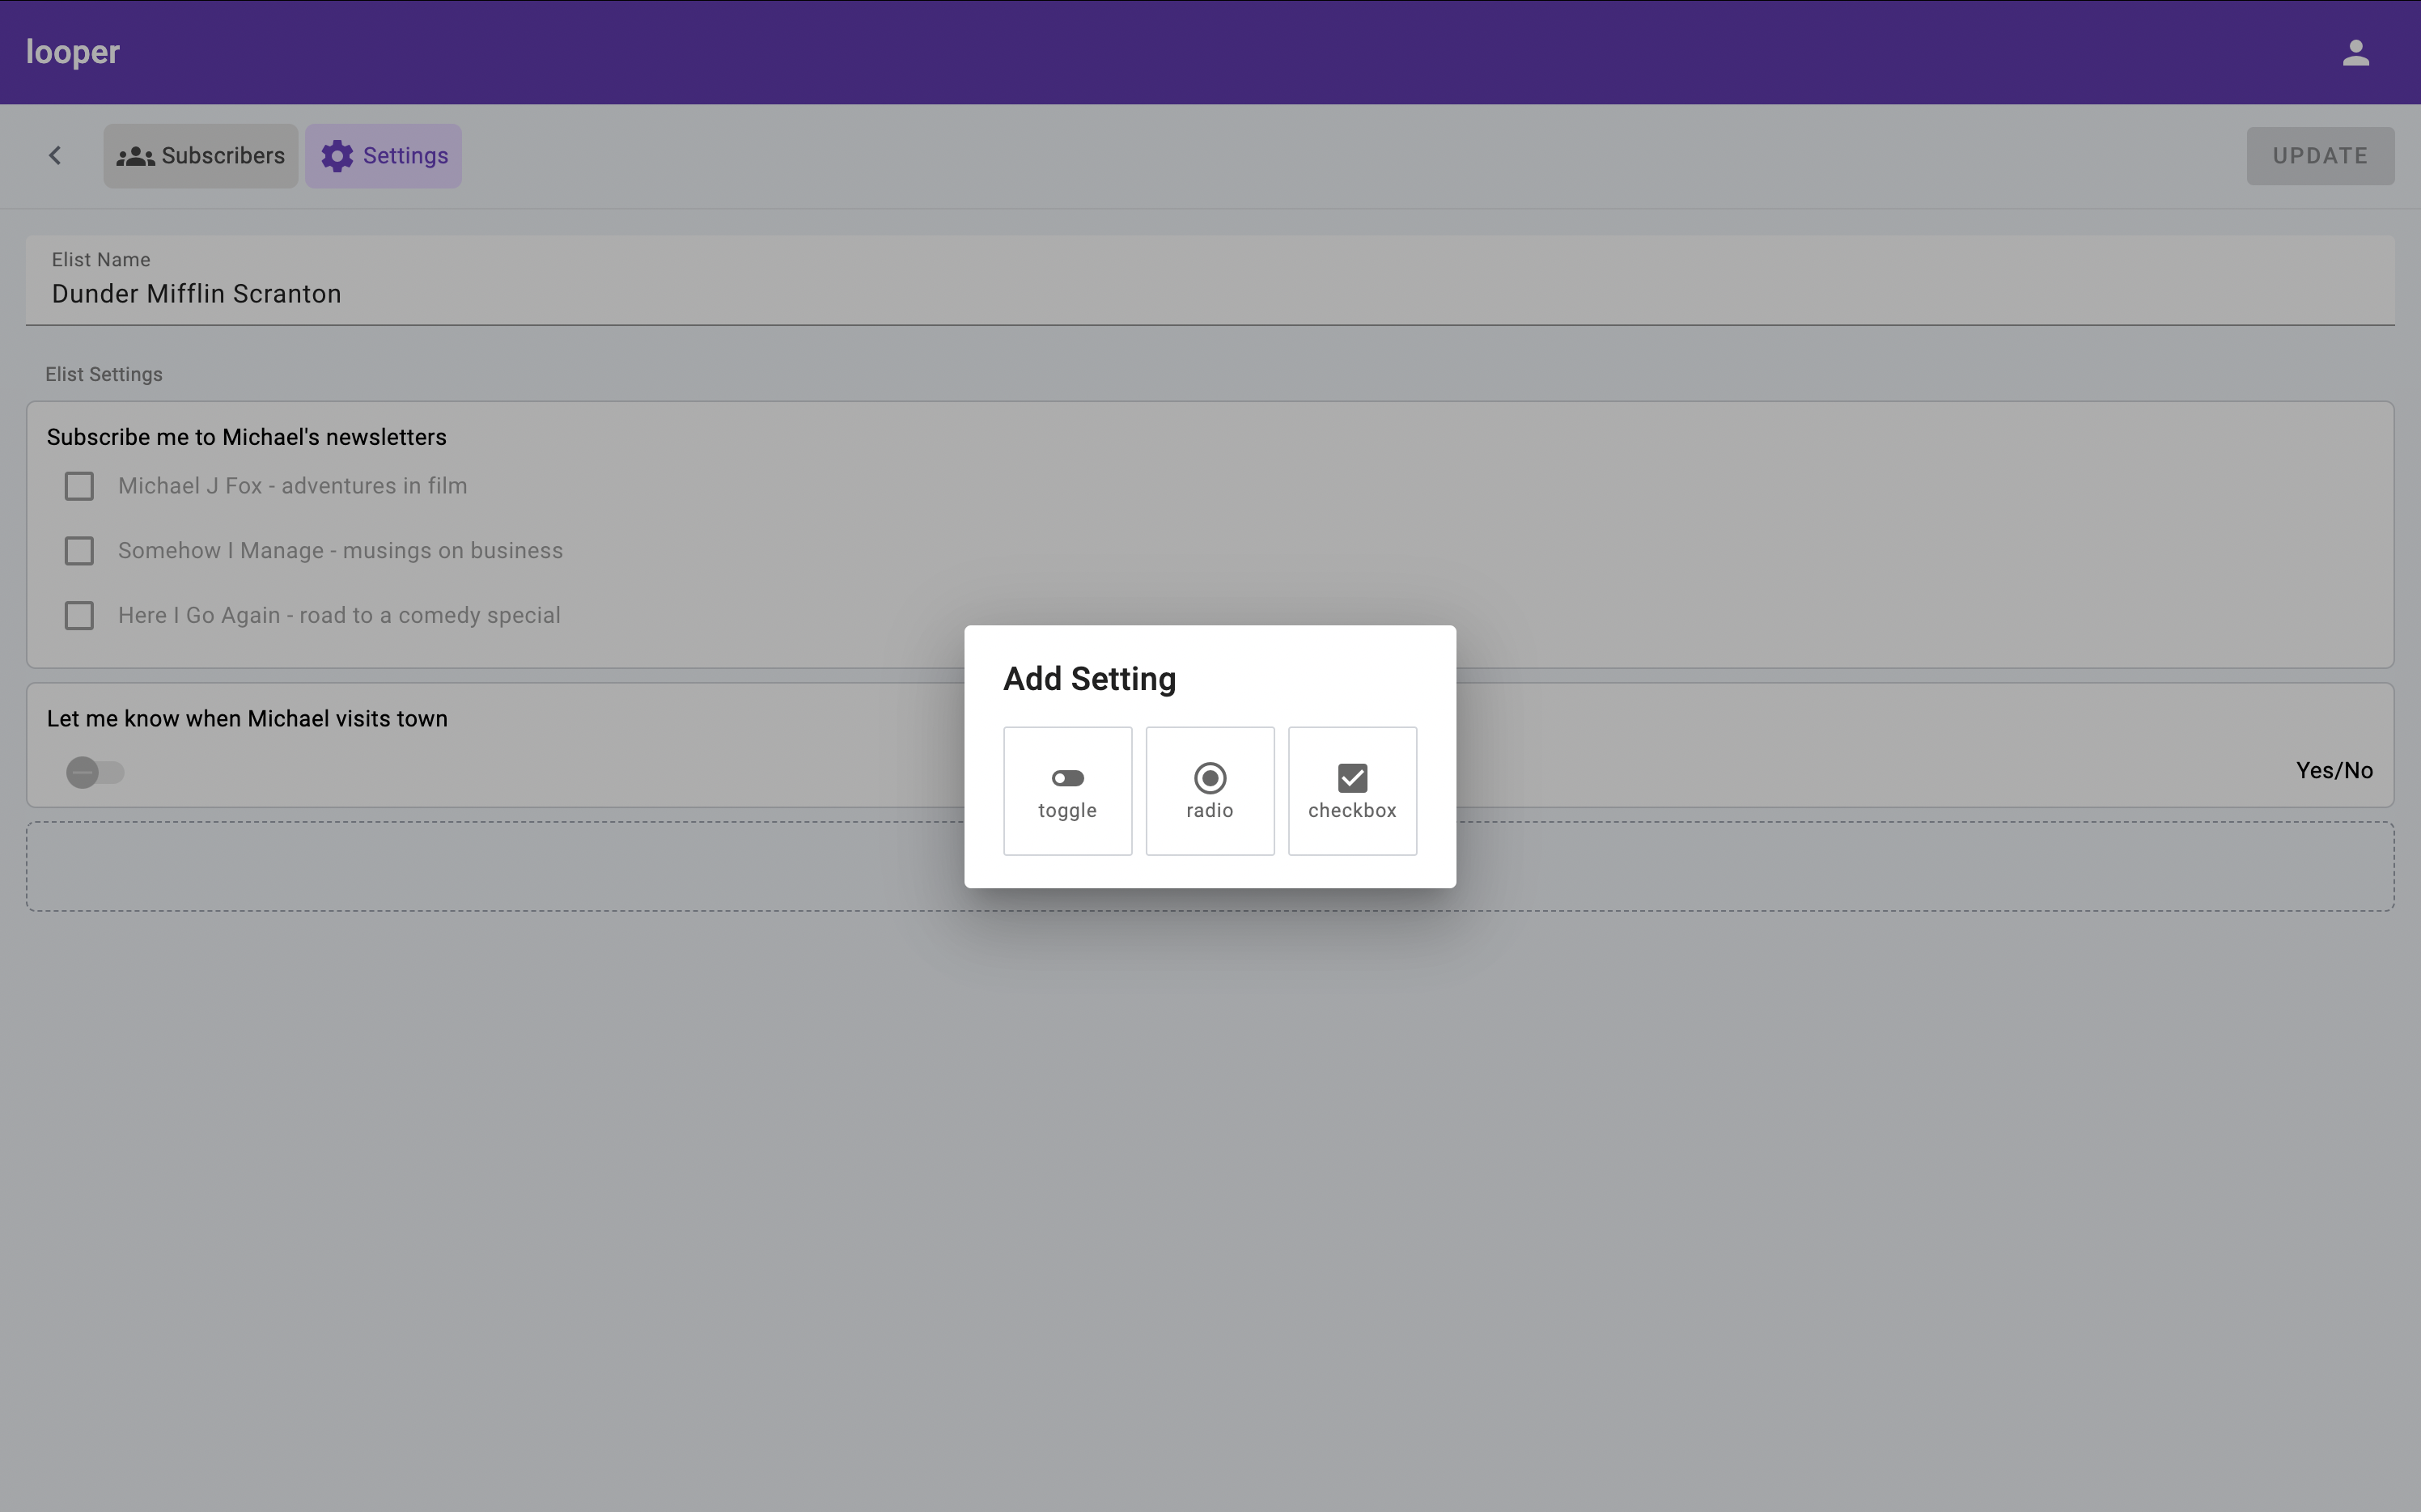 looper
Subscribers
Settings
UPDATE
Elist Name
Dunder Mifflin Scranton
Elist Settings
Subscribe me to Michael's newsletters
Michael J Fox - adventures in film
Somehow I Manage - musings on business
Here I Go Again - road to a comedy special
Let me know when Michael visits town
Yes/No
Add Setting
toggle
radio
checkbox